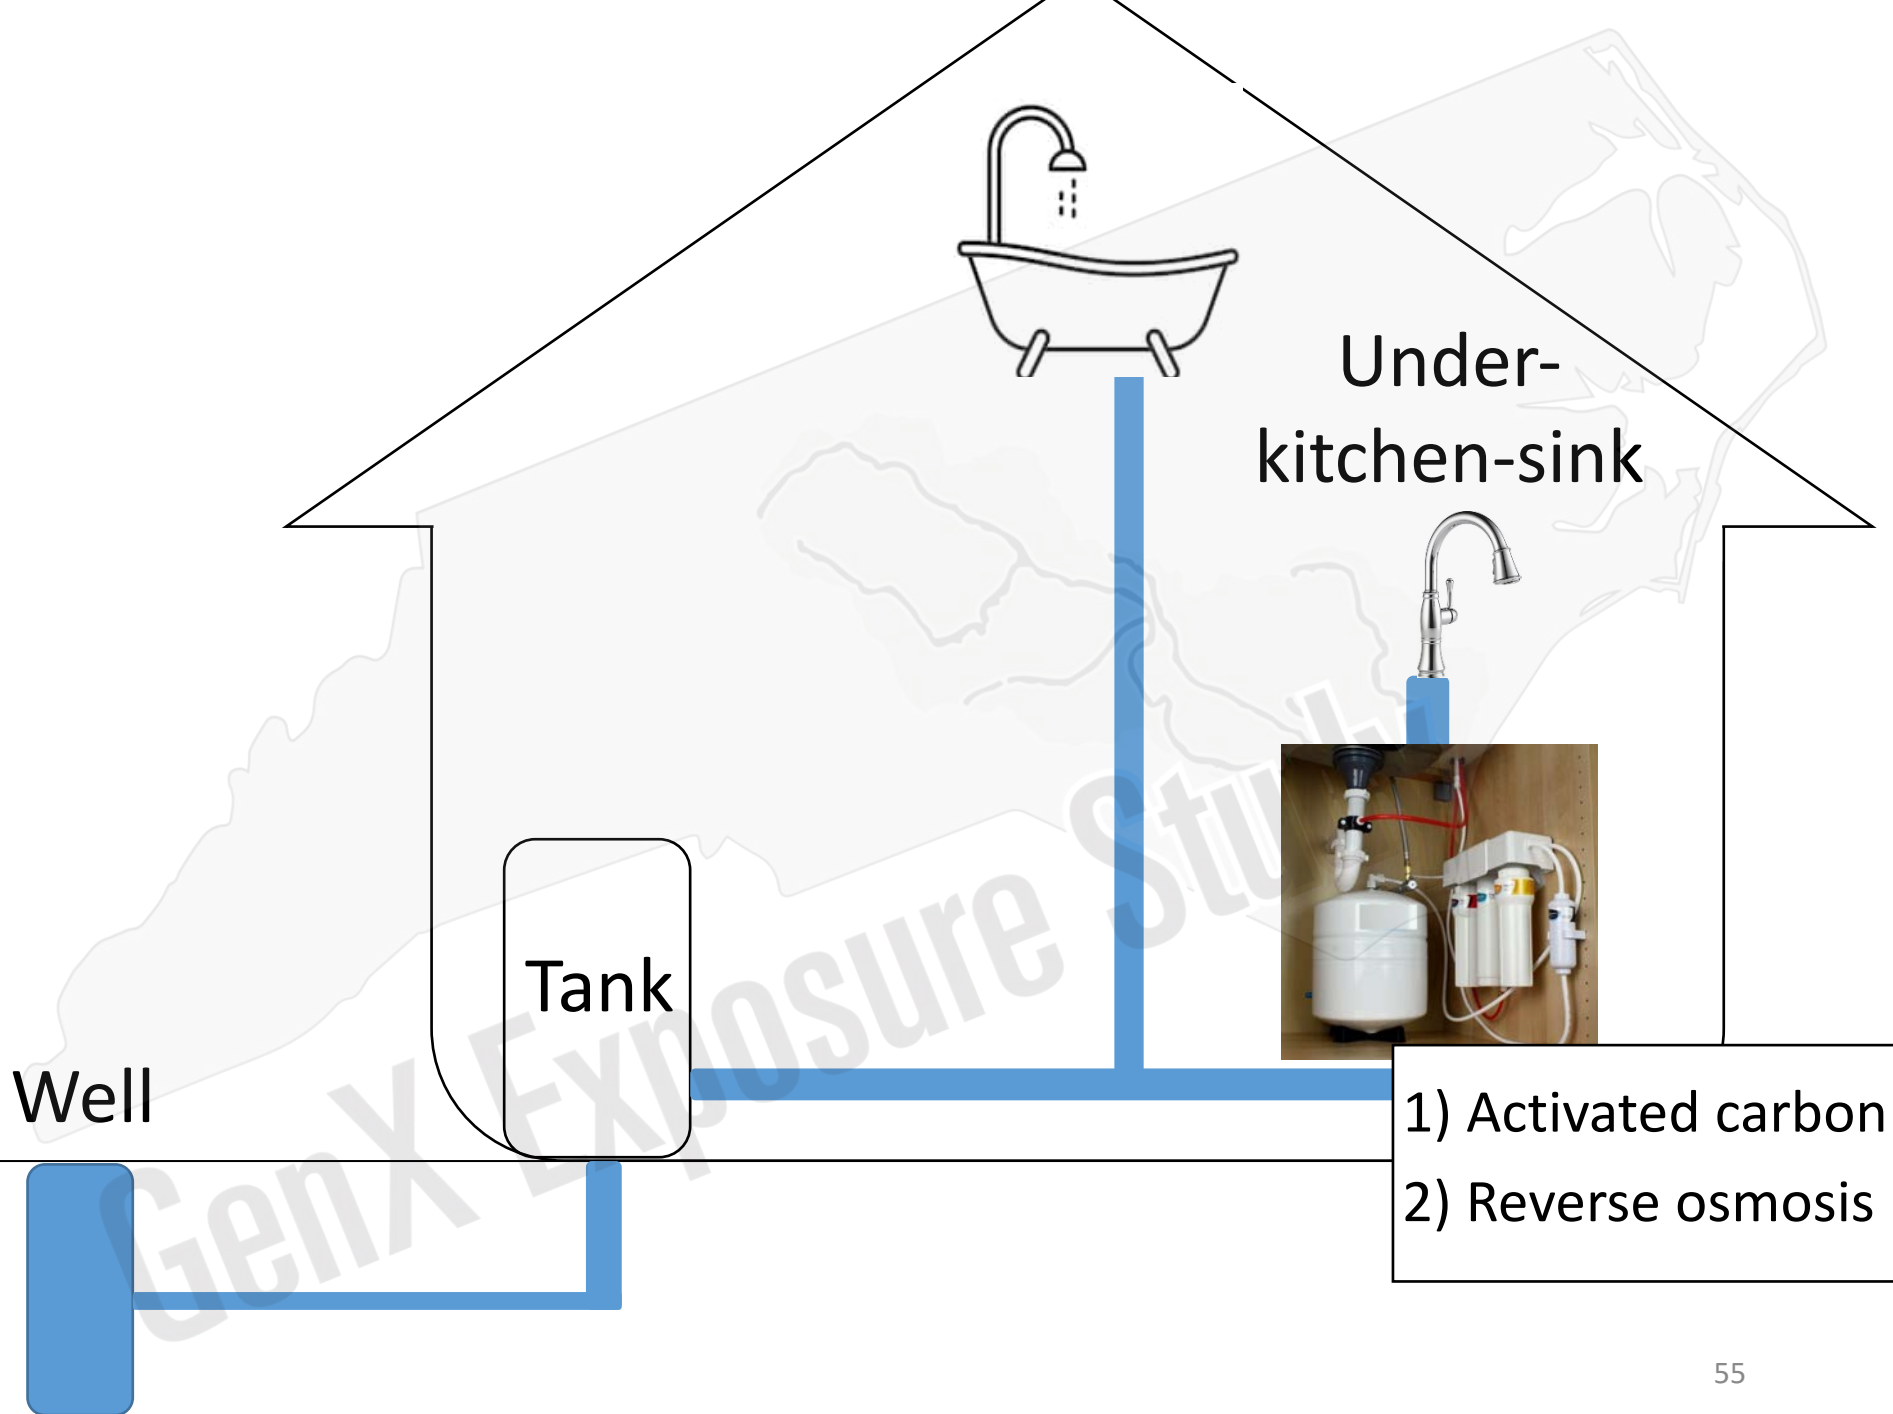 Under-
kitchen-sink
Tank
Well
1) Activated carbon
2) Reverse osmosis
GenX Exposure Study
55